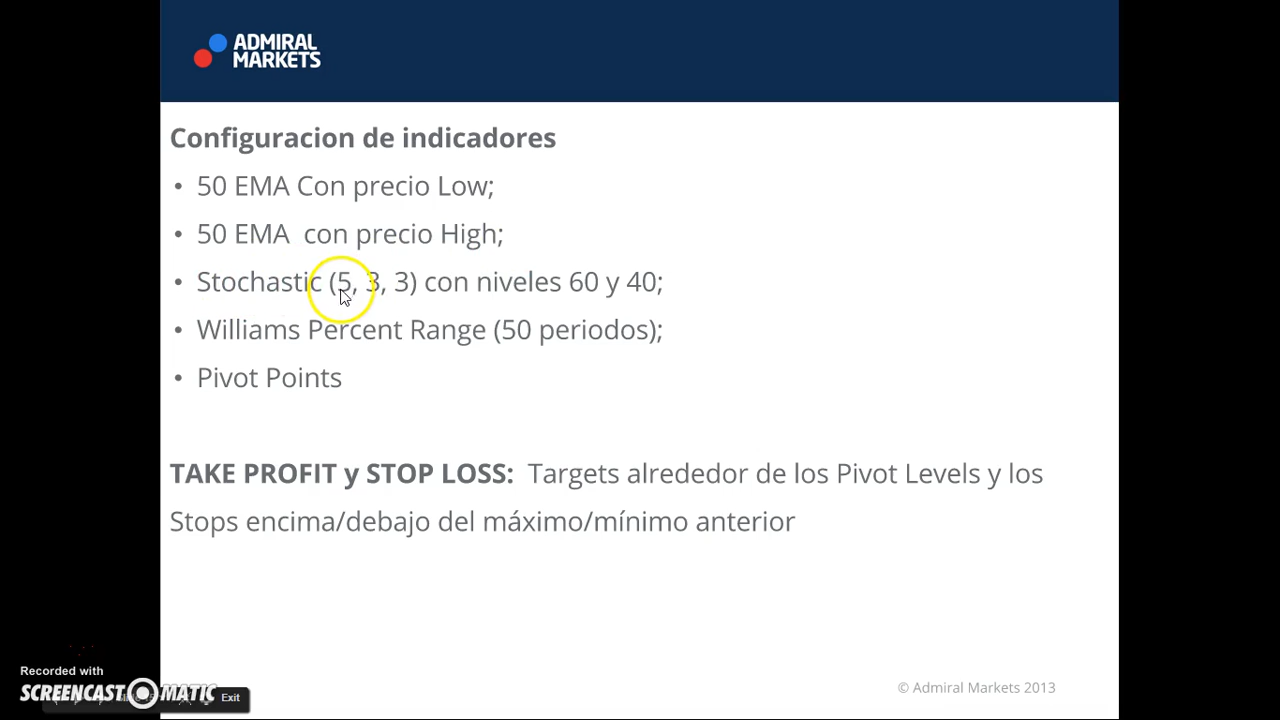 ADMIRAL
MARKETS
Configuracion de indicadores
• 50 EMA Con precio Low;
• 50 EMA con precio High;
• Stochastic (5, 3, 3) con niveles 60 y 40;
• Williams Percent Range (50 periodos);
• Pivot Points
TAKE PROFIT y STOP LOSS: Targets alrededor de los Pivot Levels y los
Stops encima/debajo del máximo/mínimo anterior
Recorded with
SCREENCAST MATIC
Exit
© Admiral Markets 2013